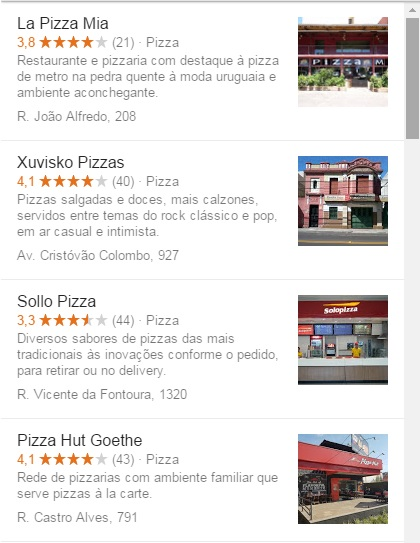 La Pizza Mia
3,8 ★★★★ (21) · Pizza
Restaurante e pizzaria com destaque à pizza
de metro na pedra quente à moda uruguaia e
ambiente aconchegante.
R. João Alfredo, 208
PIZZA M
Xuvisko Pizzas
4,1 ★★★★ (40) · Pizza
Pizzas salgadas e doces, mais calzones,
servidos entre temas do rock clássico e pop,
em ar casual e intimista.
Av. Cristóvão Colombo, 927
Sollo Pizza
3,3 (44) · Pizza
Diversos sabores de pizzas das mais
tradicionais às inovações conforme o pedido,
para retirar ou no delivery.
R. Vicente da Fontoura, 1320
Solopizza
Pizza Hut Goethe
4,1 ★★★★ (43) · Pizza
Rede de pizzarias com ambiente familiar que
serve pizzas à la carte.
R. Castro Alves, 791
Pizza Hut